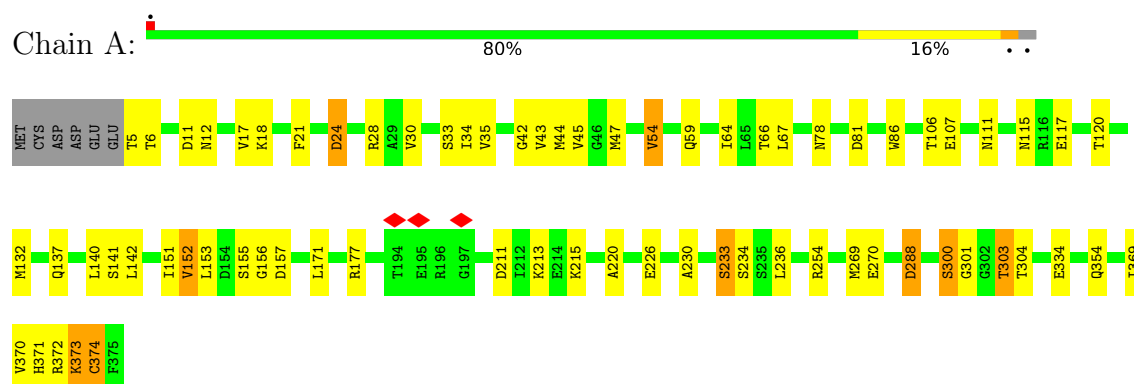 Chain A:
80% 16%
MET CYS ASP ASP GLU GLU T5 T6 D11 N12 V17 K18 F21 D24 R28 A29 V30 S33 I34 V35 G42 V43 M44 V45 G46 M47 V54 Q59 I64 L65 T66 L67 N78 D81 W86 T106 E107 N111 N115 R116 E117 T120
M132 Q137 L140 S141 L142 I151 V152 L153 D154 S155 G156 D157 L171 R177 T194 E195 R196 G197 D211 I212 K213 E214 K215 A220 E226 A230 S233 S234 S235 L236 R254 M269 E270 D288 S300 G301 G302 T303 T304 E334 Q354 I369
V370 H371 R372 K373 C374 F375